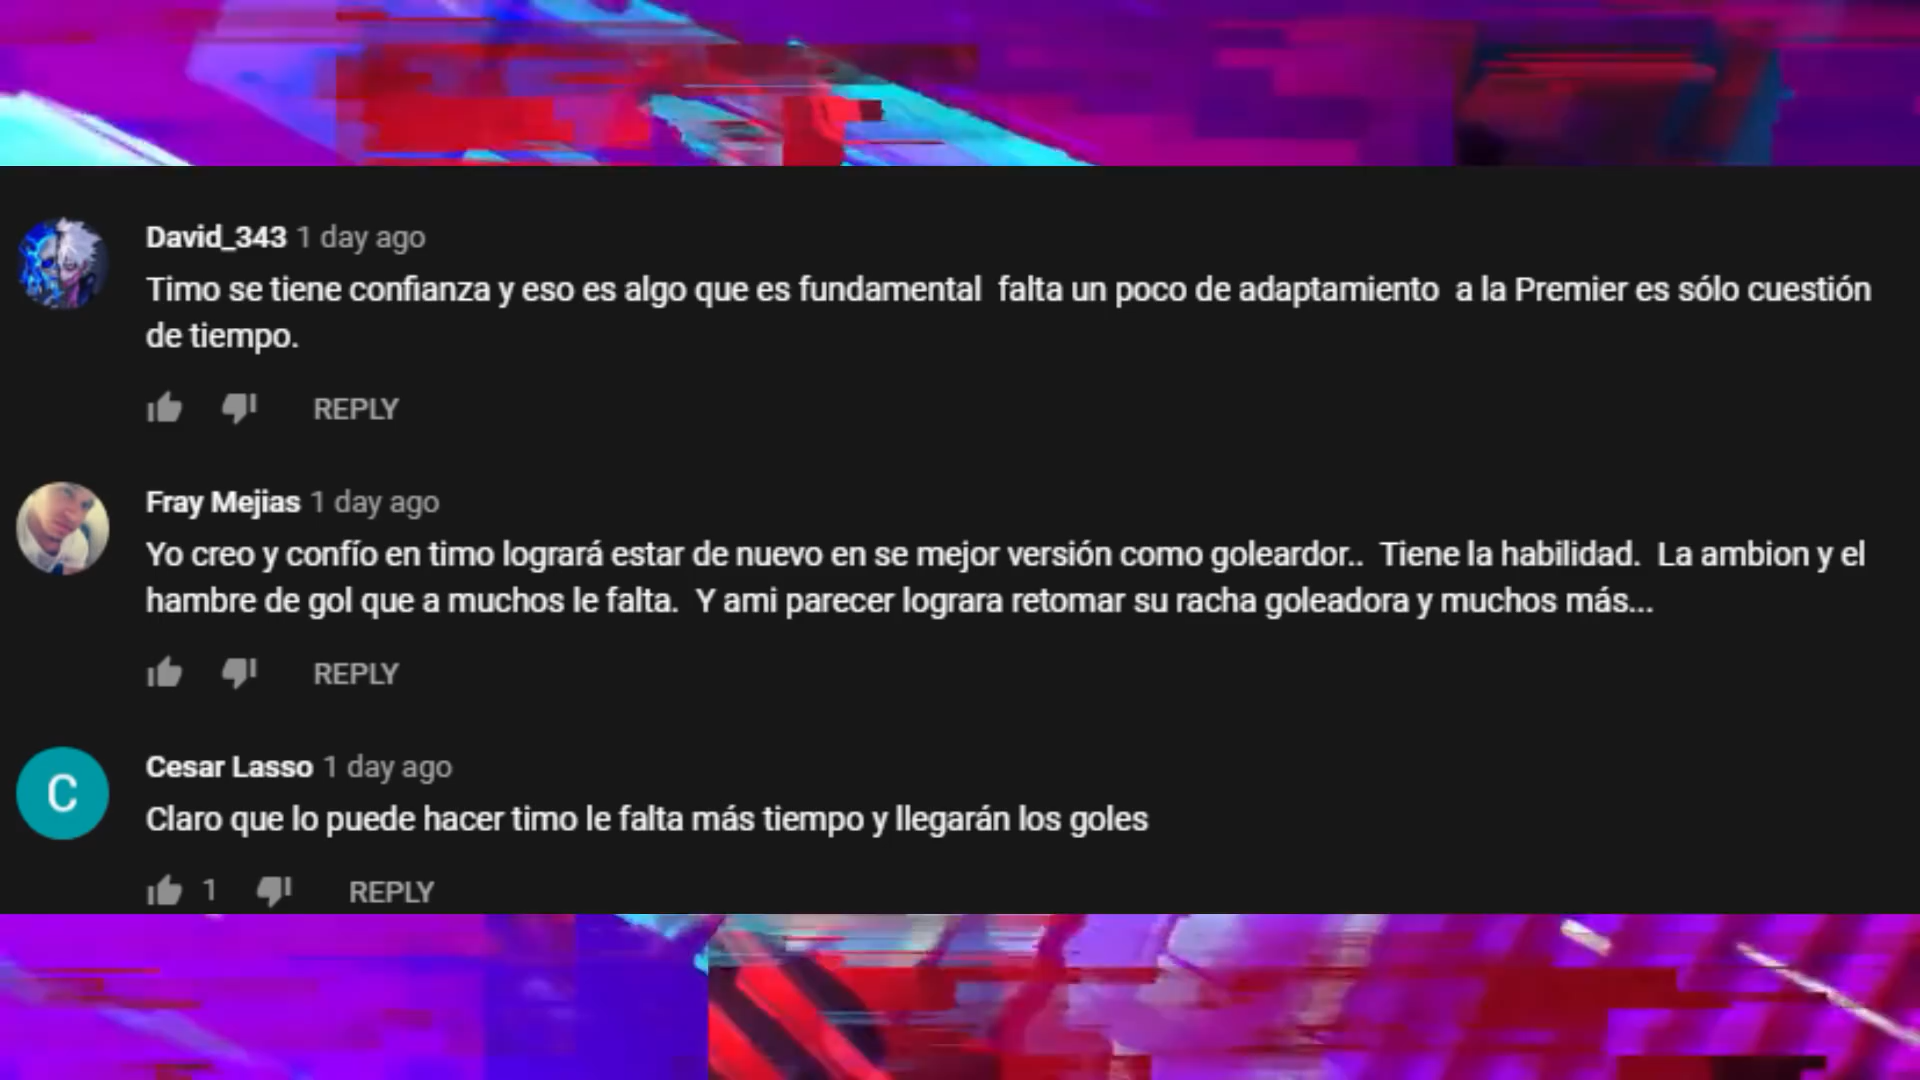 David_343 1 day ago
Timo se tiene confianza y eso es algo que es fundamental  falta un poco de adaptamiento  a la Premier es sólo cuestión
de tiempo.
REPLY
Fray Mejias 1 day ago
Yo creo y confío en timo logrará estar de nuevo en se mejor versión como goleardor..  Tiene la habilidad.  La ambion y el
hambre de gol que a muchos le falta.  Y ami parecer lograra retomar su racha goleadora y muchos más...
REPLY
C
Cesar Lasso 1 day ago
Claro que lo puede hacer timo le falta más tiempo y llegarán los goles
1 REPLY